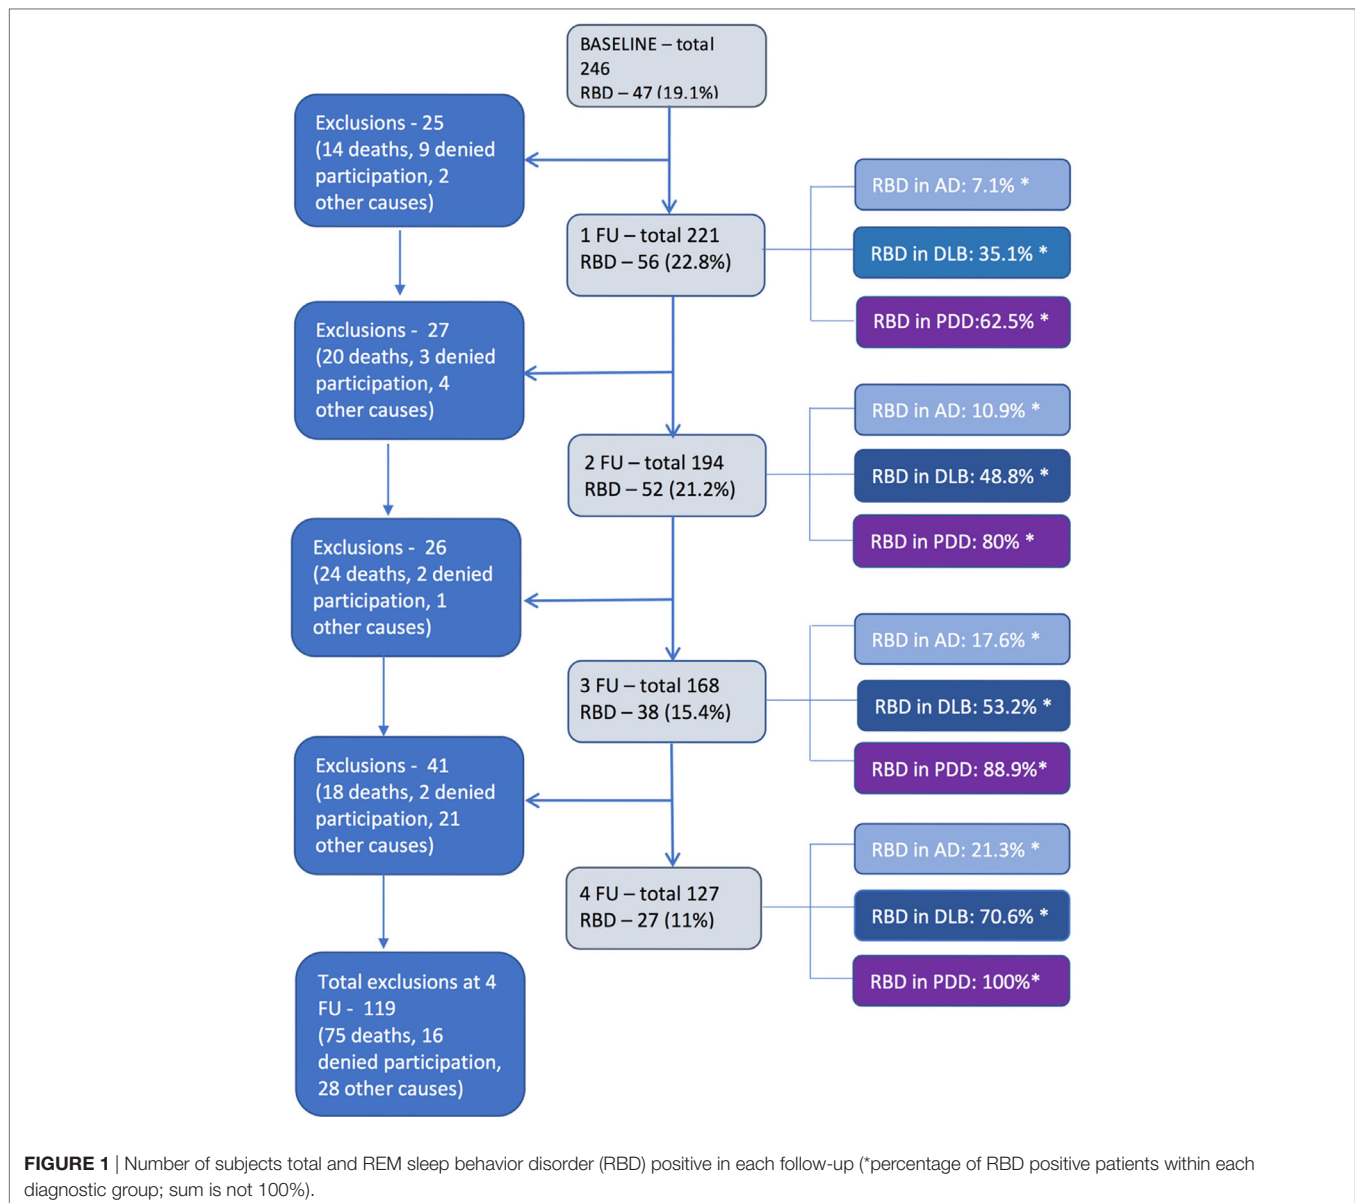 BASELINE – total
246
RBD – 47 (19.1%)
Exclusions - 25
(14 deaths, 9 denied
participation, 2
other causes)
1 FU – total 221
RBD – 56 (22.8%)
RBD in AD: 7.1% *
RBD in DLB: 35.1% *
RBD in PDD:62.5% *
Exclusions - 27
(20 deaths, 3 denied
participation, 4
other causes)
2 FU – total 194
RBD – 52 (21.2%)
RBD in AD: 10.9% *
RBD in DLB: 48.8% *
RBD in PDD: 80% *
Exclusions - 26
(24 deaths, 2 denied
participation, 1
other causes)
3 FU – total 168
RBD – 38 (15.4%)
RBD in AD: 17.6% *
RBD in DLB: 53.2% *
RBD in PDD: 88.9%*
Exclusions - 41
(18 deaths, 2 denied
participation, 21
other causes)
4 FU – total 127
RBD – 27 (11%)
RBD in AD: 21.3% *
RBD in DLB: 70.6% *
RBD in PDD: 100%*
Total exclusions at 4
FU - 119
(75 deaths, 16
denied participation,
28 other causes)
FIGURE 1 | Number of subjects total and REM sleep behavior disorder (RBD) positive in each follow-up (*percentage of RBD positive patients within each
diagnostic group; sum is not 100%).